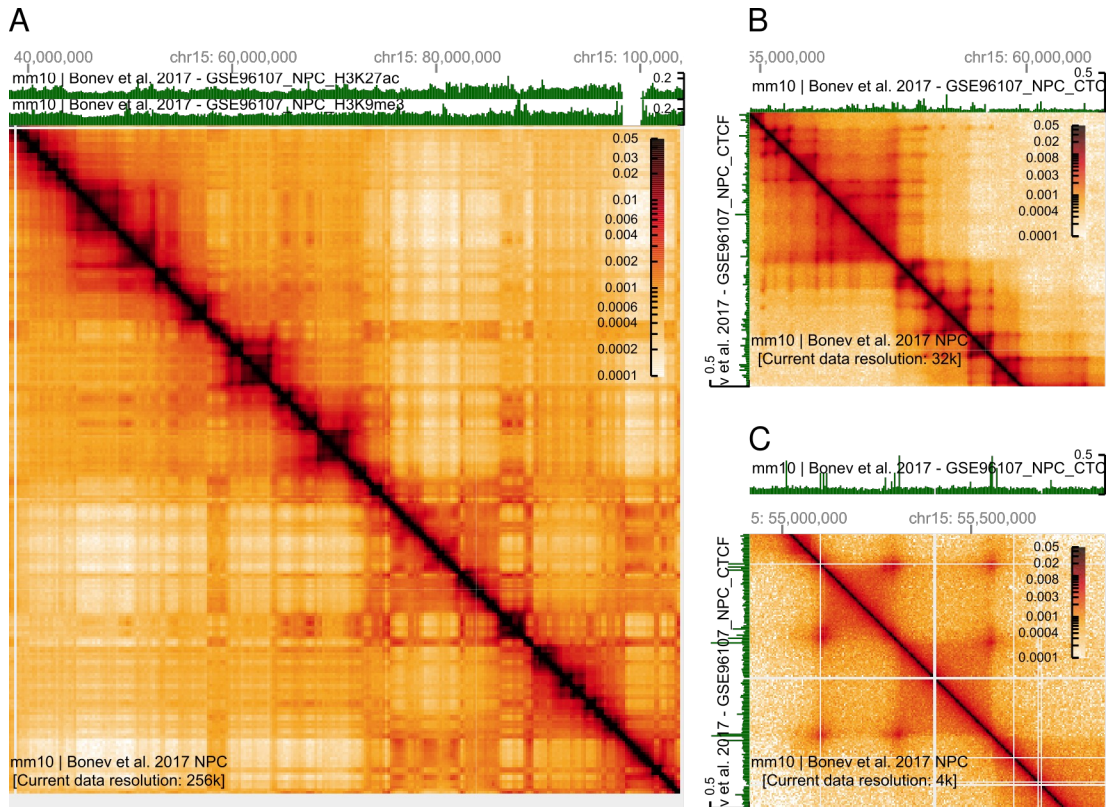 A
40,000,000 chr15: 60,000,000 chr15: 80,000,000 chr15: 100,000,
mm10 | Bonev et al. 2017 - GSE96107_NPC_H3K27ac
0.2
mm10 | Bonev et al. 2017 - GSE96107_NPC_H3K9me3
0.2
0.05
0.03
0.02
0.01
0.006
0.004
0.002
0.001
0.0006
0.0004
0.0002
0.0001
mm10 | Bonev et al. 2017 NPC
[Current data resolution: 256k]
B
35,000,000 chr15: 60,000,000
0.5
mm10 | Bonev et al. 2017 - GSE96107_NPC_CTC
v et al. 2017 - GSE96107_NPC_CTCF
0.5
0.05
0.02
0.008
0.003
0.001
0.0004
0.0001
mm10 | Bonev et al. 2017 NPC
[Current data resolution: 32k]
C
0.5
mm10 | Bonev et al. 2017 - GSE96107_NPC_CTC
5: 55,000,000 chr15: 55,500,000
v et al. 2017 - GSE96107_NPC_CTCF
0.5
0.05
0.02
0.008
0.003
0.001
0.0004
0.0001
mm10 | Bonev et al. 2017 NPC
[Current data resolution: 4k]